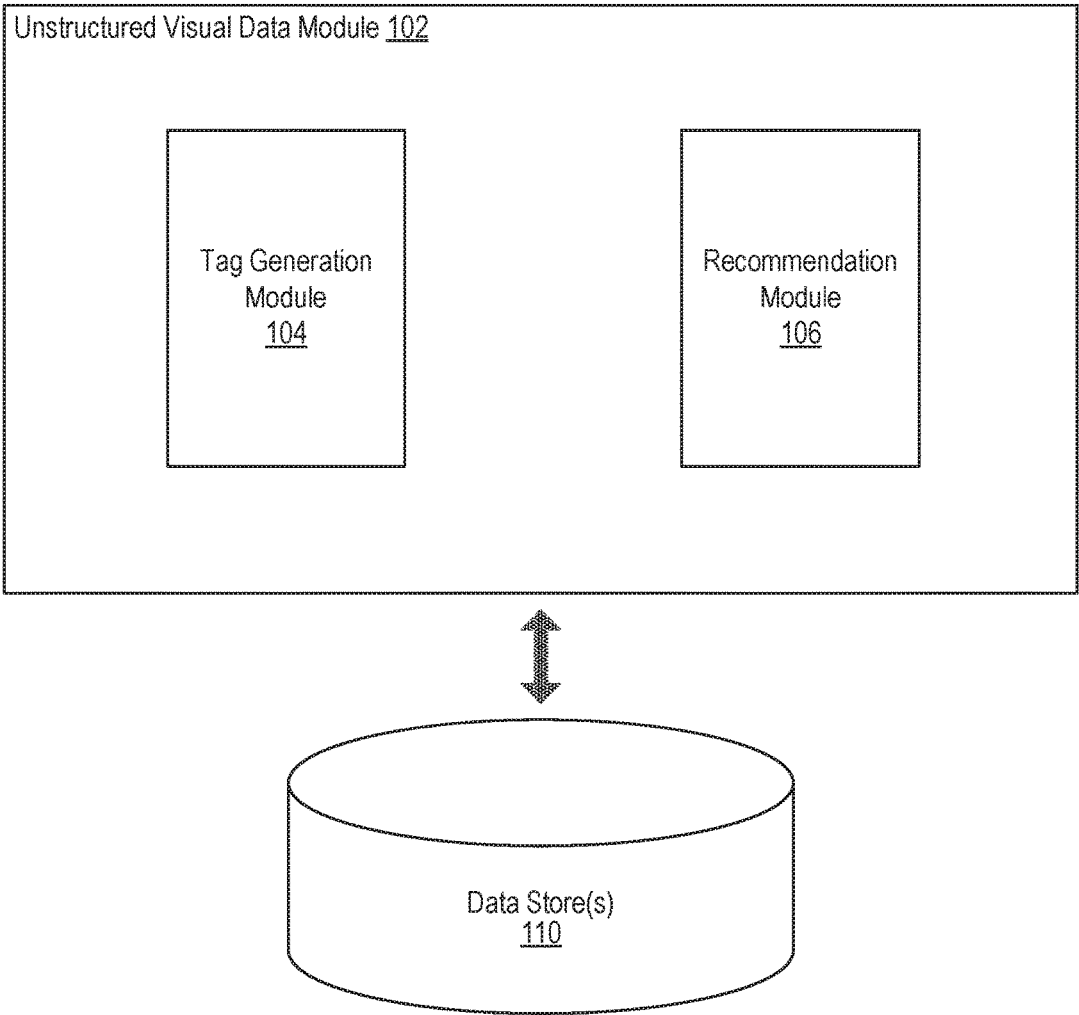 Unstructured Visual Data Module 102
Tag Generation
Module
104
Recommendation
Module
106
Data Store(s)
110